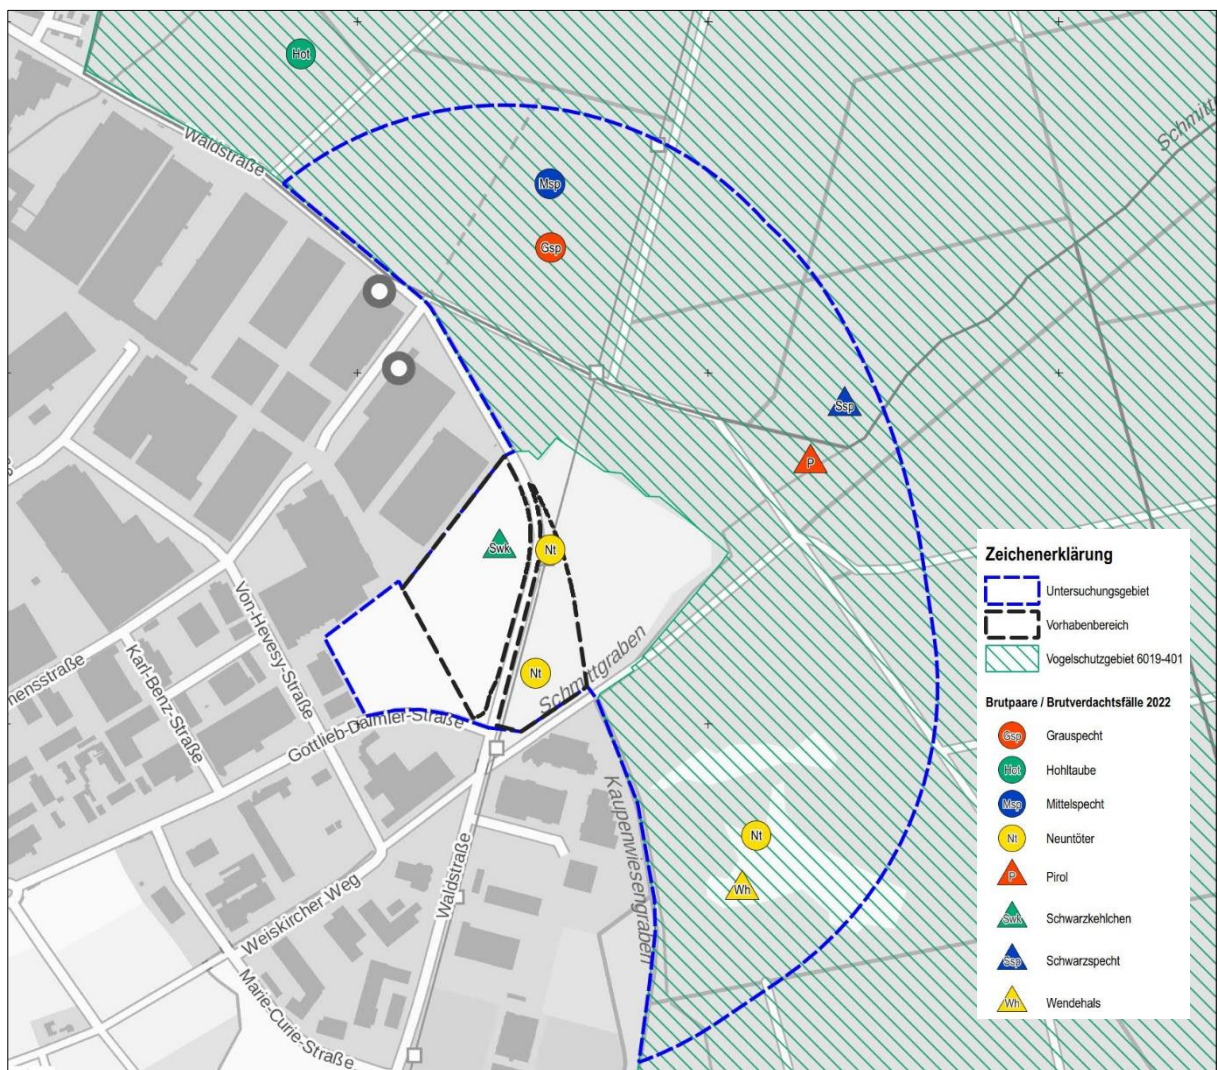 Hot
Waldstraße
Schmittg
Msp
Gsp
Ssp
P
Swk
Nt
Nt
Schmittgraben
Von-Hevesy-Straße
mensstraße
Karl-Benz-Straße
Gottlieb-Daimler-Straße
Kaupenwiesengraben
Nt
Wh
Waldstraße
Weiskircher Weg
Marie-Curie-Straße
Zeichenerklärung
Untersuchungsgebiet
Vorhabenbereich
Vogelschutzgebiet 6019-401
Brutpaare / Brutverdachtsfälle 2022
Gsp Grauspecht
Hot Hohltaube
Msp Mittelspecht
Nt Neuntöter
P Pirol
Swk Schwarzkehlchen
Ssp Schwarzspecht
Wh Wendehals